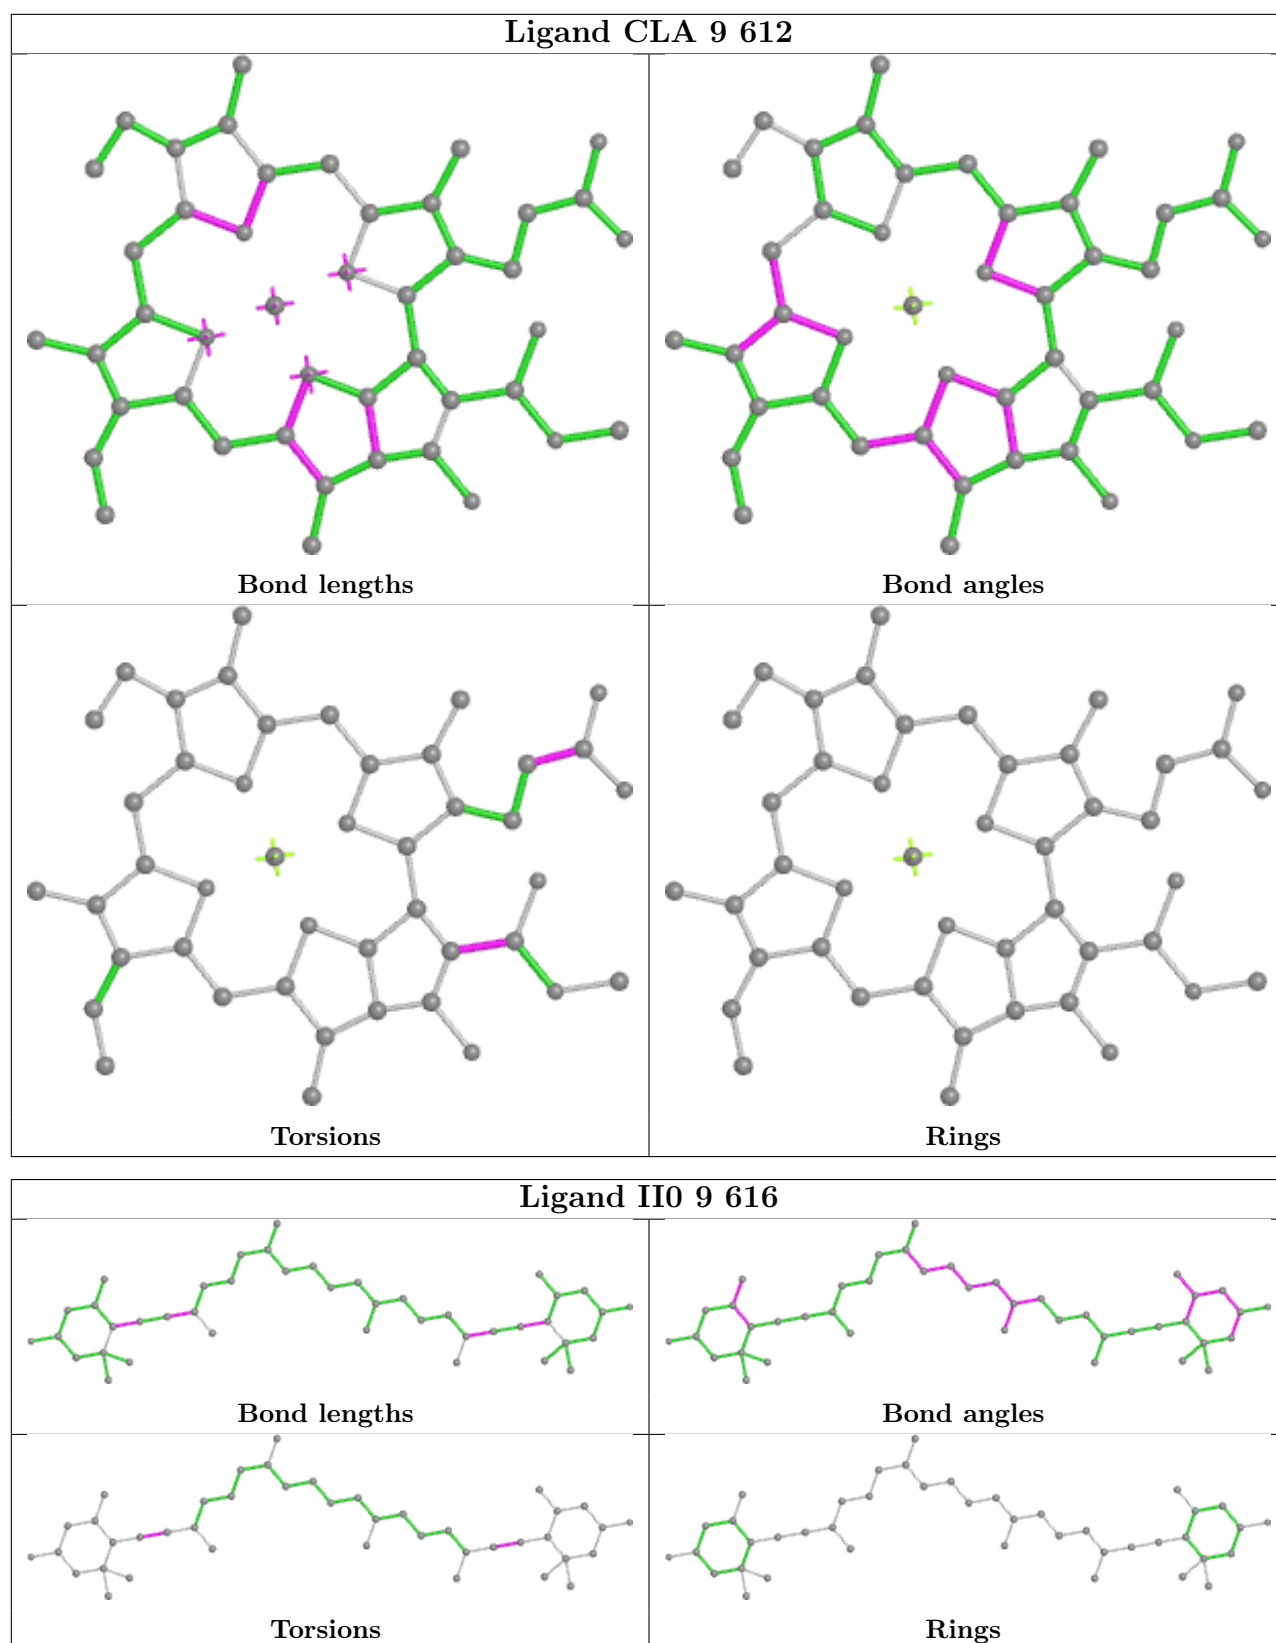 Ligand CLA 9 612
Bond lengths
Bond angles
Torsions
Rings
Ligand II0 9 616
Bond lengths
Bond angles
Torsions
Rings